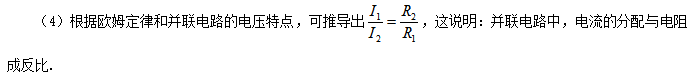 （4）根据欧姆定律和并联电路的电压特点，可推导出 I₁/I₂ = R₂/R₁，这说明：并联电路中，电流的分配与电阻
成反比．